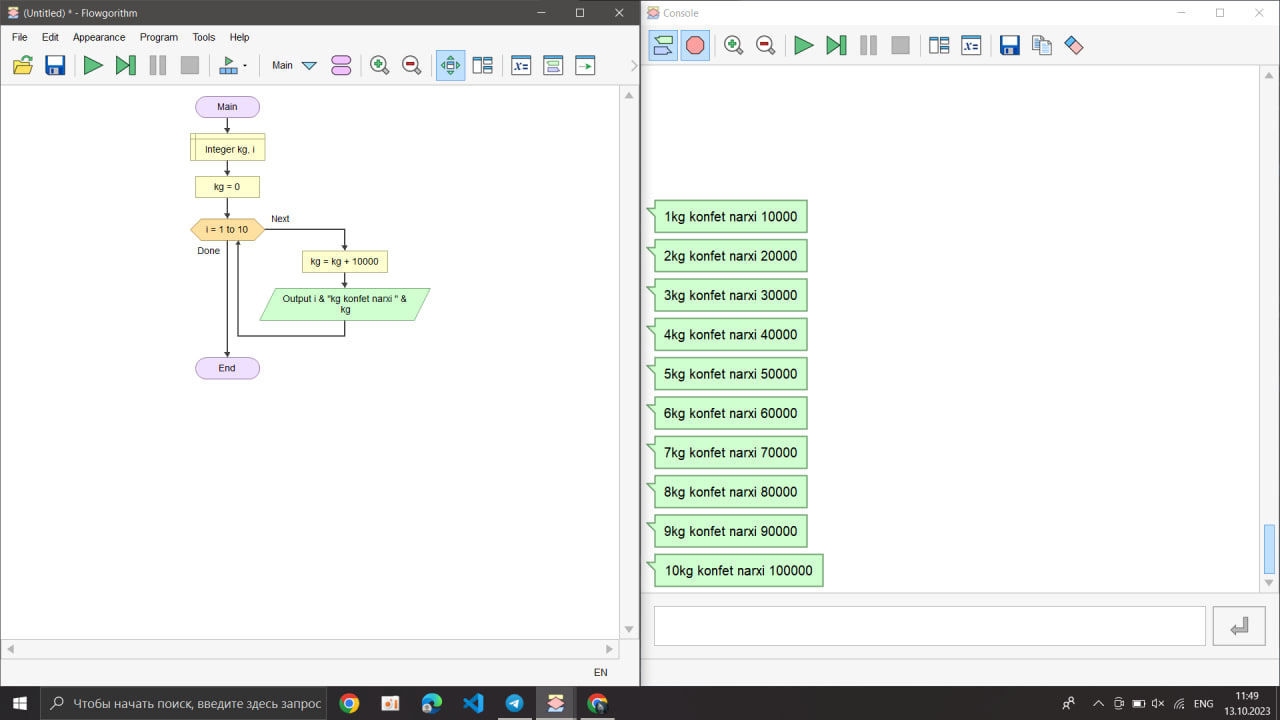 (Untitled) * - Flowgorithm
File Edit Appearance Program Tools Help
Main
Main
Integer kg, i
kg = 0
i = 1 to 10
Next
Done
kg = kg + 10000
Output i & "kg konfet narxi " &
kg
End
EN
Console
1kg konfet narxi 10000
2kg konfet narxi 20000
3kg konfet narxi 30000
4kg konfet narxi 40000
5kg konfet narxi 50000
6kg konfet narxi 60000
7kg konfet narxi 70000
8kg konfet narxi 80000
9kg konfet narxi 90000
10kg konfet narxi 100000
Чтобы начать поиск, введите здесь запрос
ENG
11:49
13.10.2023